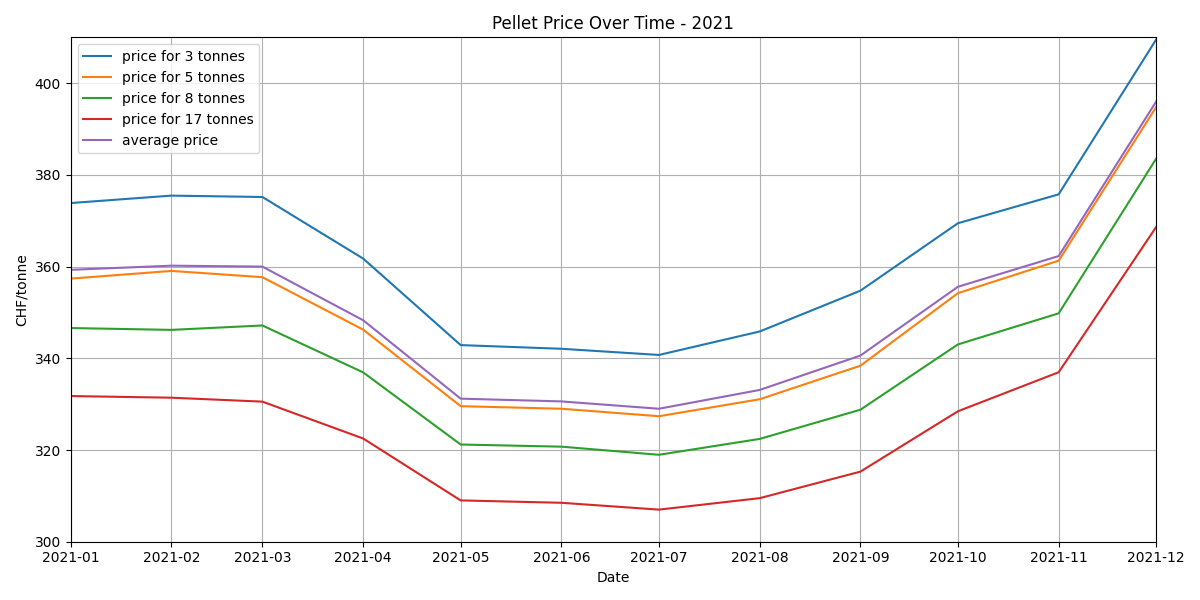 Pellet Price Over Time - 2021
price for 3 tonnes
price for 5 tonnes
price for 8 tonnes
price for 17 tonnes
average price
CHF/tonne
400
380
360
340
320
300
2021-01 2021-02 2021-03 2021-04 2021-05 2021-06 2021-07 2021-08 2021-09 2021-10 2021-11 2021-12
Date